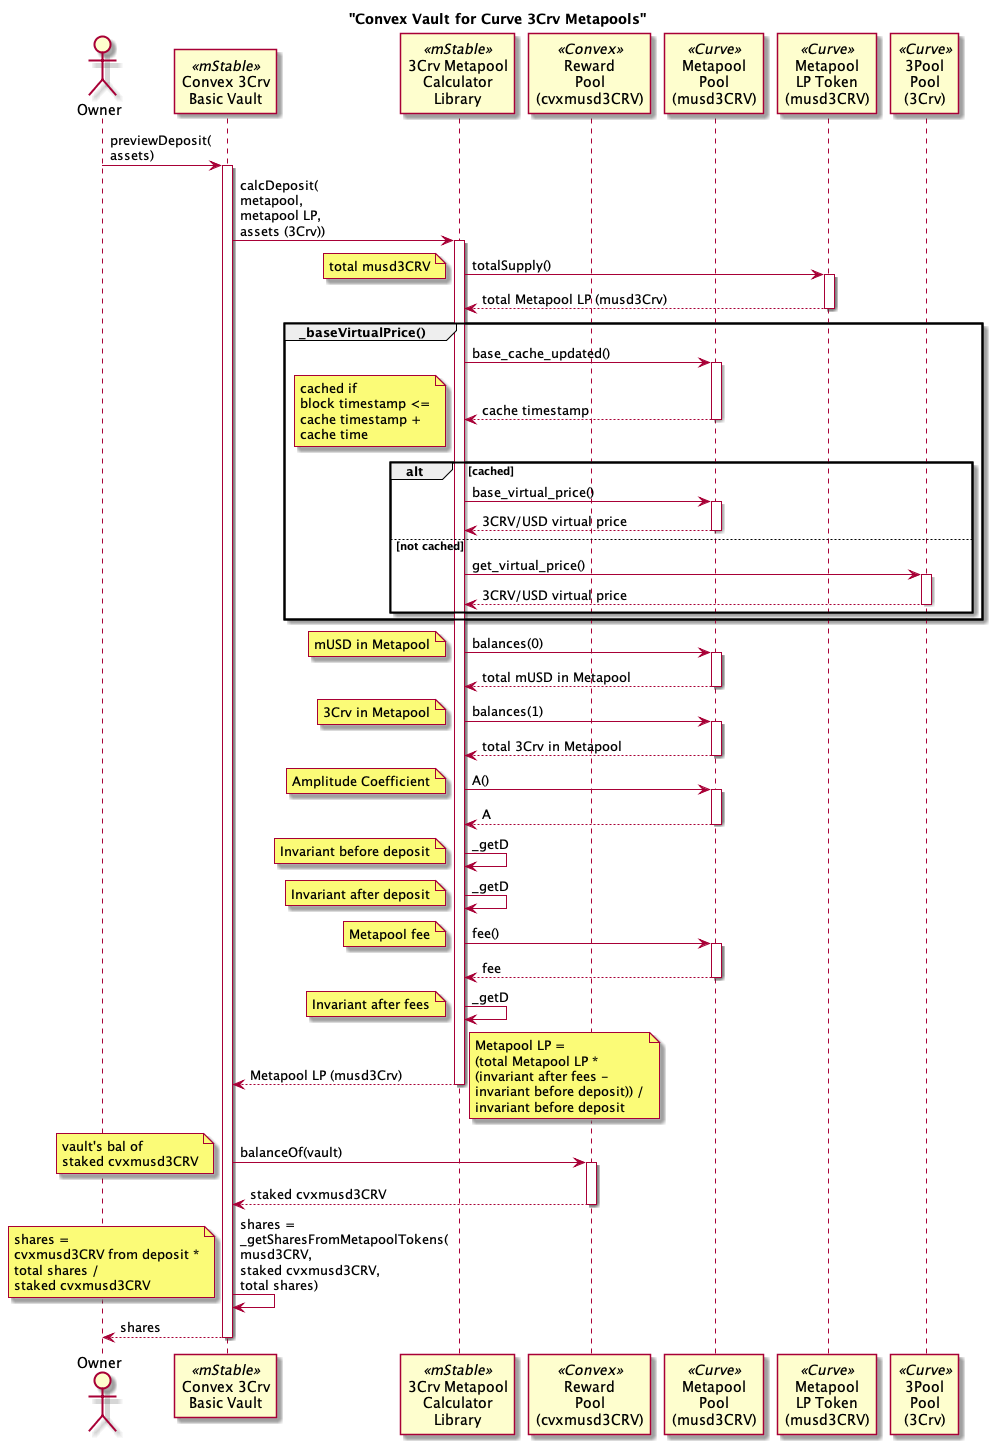 "Convex Vault for Curve 3Crv Metapools"
Owner
«mStable»
Convex 3Crv
Basic Vault
«mStable»
3Crv Metapool
Calculator
Library
«Convex»
Reward
Pool
(cvxmusd3CRV)
«Curve»
Metapool
Pool
(musd3CRV)
«Curve»
Metapool
LP Token
(musd3CRV)
«Curve»
3Pool
Pool
(3Crv)
previewDeposit(
assets)
calcDeposit(
metapool,
metapool LP,
assets (3Crv))
total musd3CRV
totalSupply()
total Metapool LP (musd3Crv)
_baseVirtualPrice()
base_cache_updated()
cached if
block timestamp <=
cache timestamp +
cache time
cache timestamp
alt
[cached]
base_virtual_price()
3CRV/USD virtual price
[not cached]
get_virtual_price()
3CRV/USD virtual price
mUSD in Metapool
balances(0)
total mUSD in Metapool
3Crv in Metapool
balances(1)
total 3Crv in Metapool
Amplitude Coefficient
A()
A
Invariant before deposit
_getD
Invariant after deposit
_getD
Metapool fee
fee()
fee
Invariant after fees
_getD
Metapool LP =
(total Metapool LP *
(invariant after fees -
invariant before deposit)) /
invariant before deposit
Metapool LP (musd3Crv)
vault's bal of
staked cvxmusd3CRV
balanceOf(vault)
staked cvxmusd3CRV
shares =
cvxmusd3CRV from deposit *
total shares /
staked cvxmusd3CRV
shares =
_getSharesFromMetapoolTokens(
musd3CRV,
staked cvxmusd3CRV,
total shares)
shares
Owner
«mStable»
Convex 3Crv
Basic Vault
«mStable»
3Crv Metapool
Calculator
Library
«Convex»
Reward
Pool
(cvxmusd3CRV)
«Curve»
Metapool
Pool
(musd3CRV)
«Curve»
Metapool
LP Token
(musd3CRV)
«Curve»
3Pool
Pool
(3Crv)